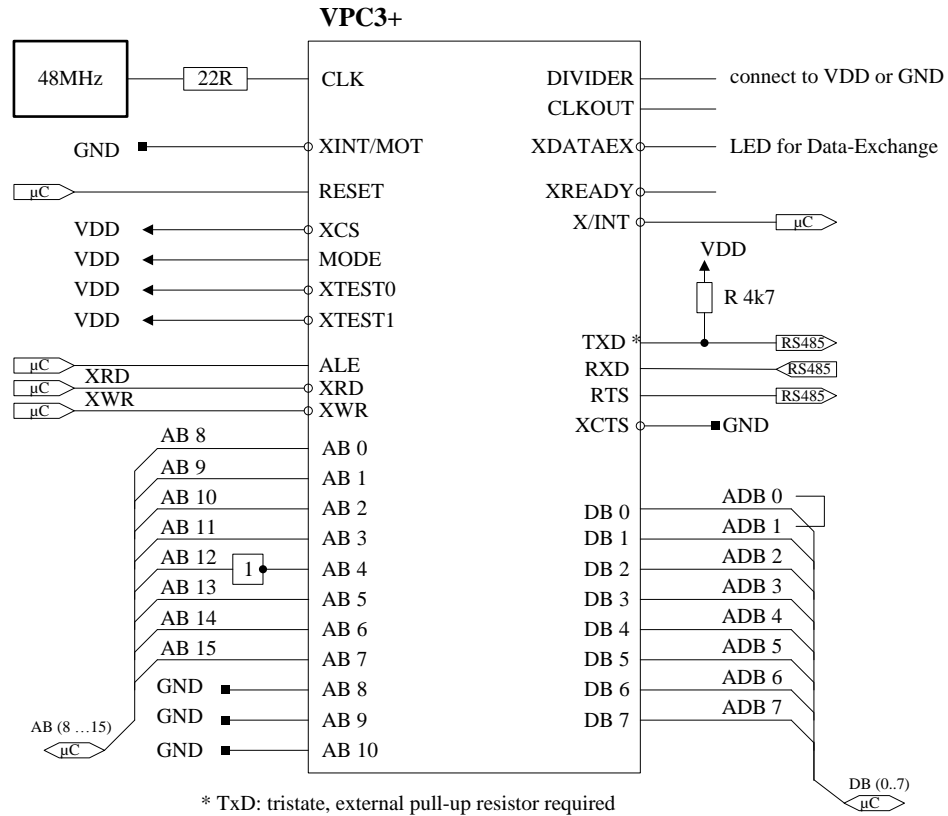 VPC3+
48MHz 22R CLK DIVIDER connect to VDD or GND
CLKOUT
GND XINT/MOT XDATAEX LED for Data-Exchange
µC RESET XREADY
X/INT µC
VDD XCS
VDD MODE VDD
VDD XTEST0 R 4k7
VDD XTEST1
TXD * RS485
µC ALE RXD RS485
µC XRD XRD RTS RS485
µC XWR XWR
XCTS GND
AB 8 AB 0
AB 9 AB 1
AB 10 AB 2 DB 0 ADB 0
AB 11 AB 3 DB 1 ADB 1
AB 12 1 AB 4 DB 2 ADB 2
AB 13 AB 5 DB 3 ADB 3
AB 14 AB 6 DB 4 ADB 4
AB 15 AB 7 DB 5 ADB 5
GND AB 8 DB 6 ADB 6
GND AB 9 DB 7 ADB 7
AB (8 …15)
µC GND AB 10
DB (0..7)
µC
* TxD: tristate, external pull-up resistor required